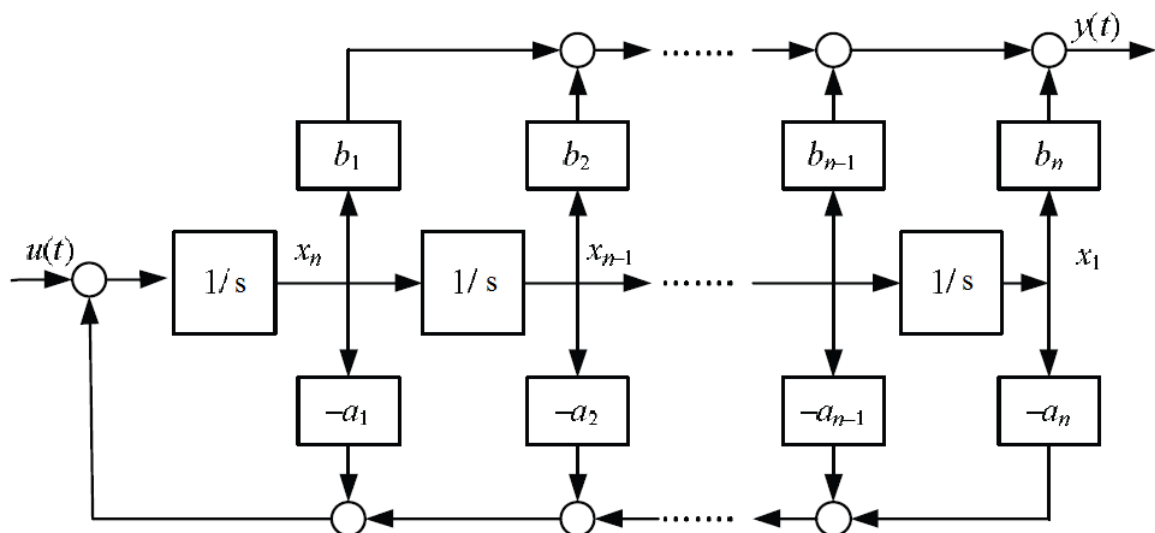 y(t)
b₁ b₂ bₙ₋₁ bₙ
u(t) xₙ xₙ₋₁ x₁
1/ s 1/ s ........ 1/ s
–a₁ –a₂ –aₙ₋₁ –aₙ